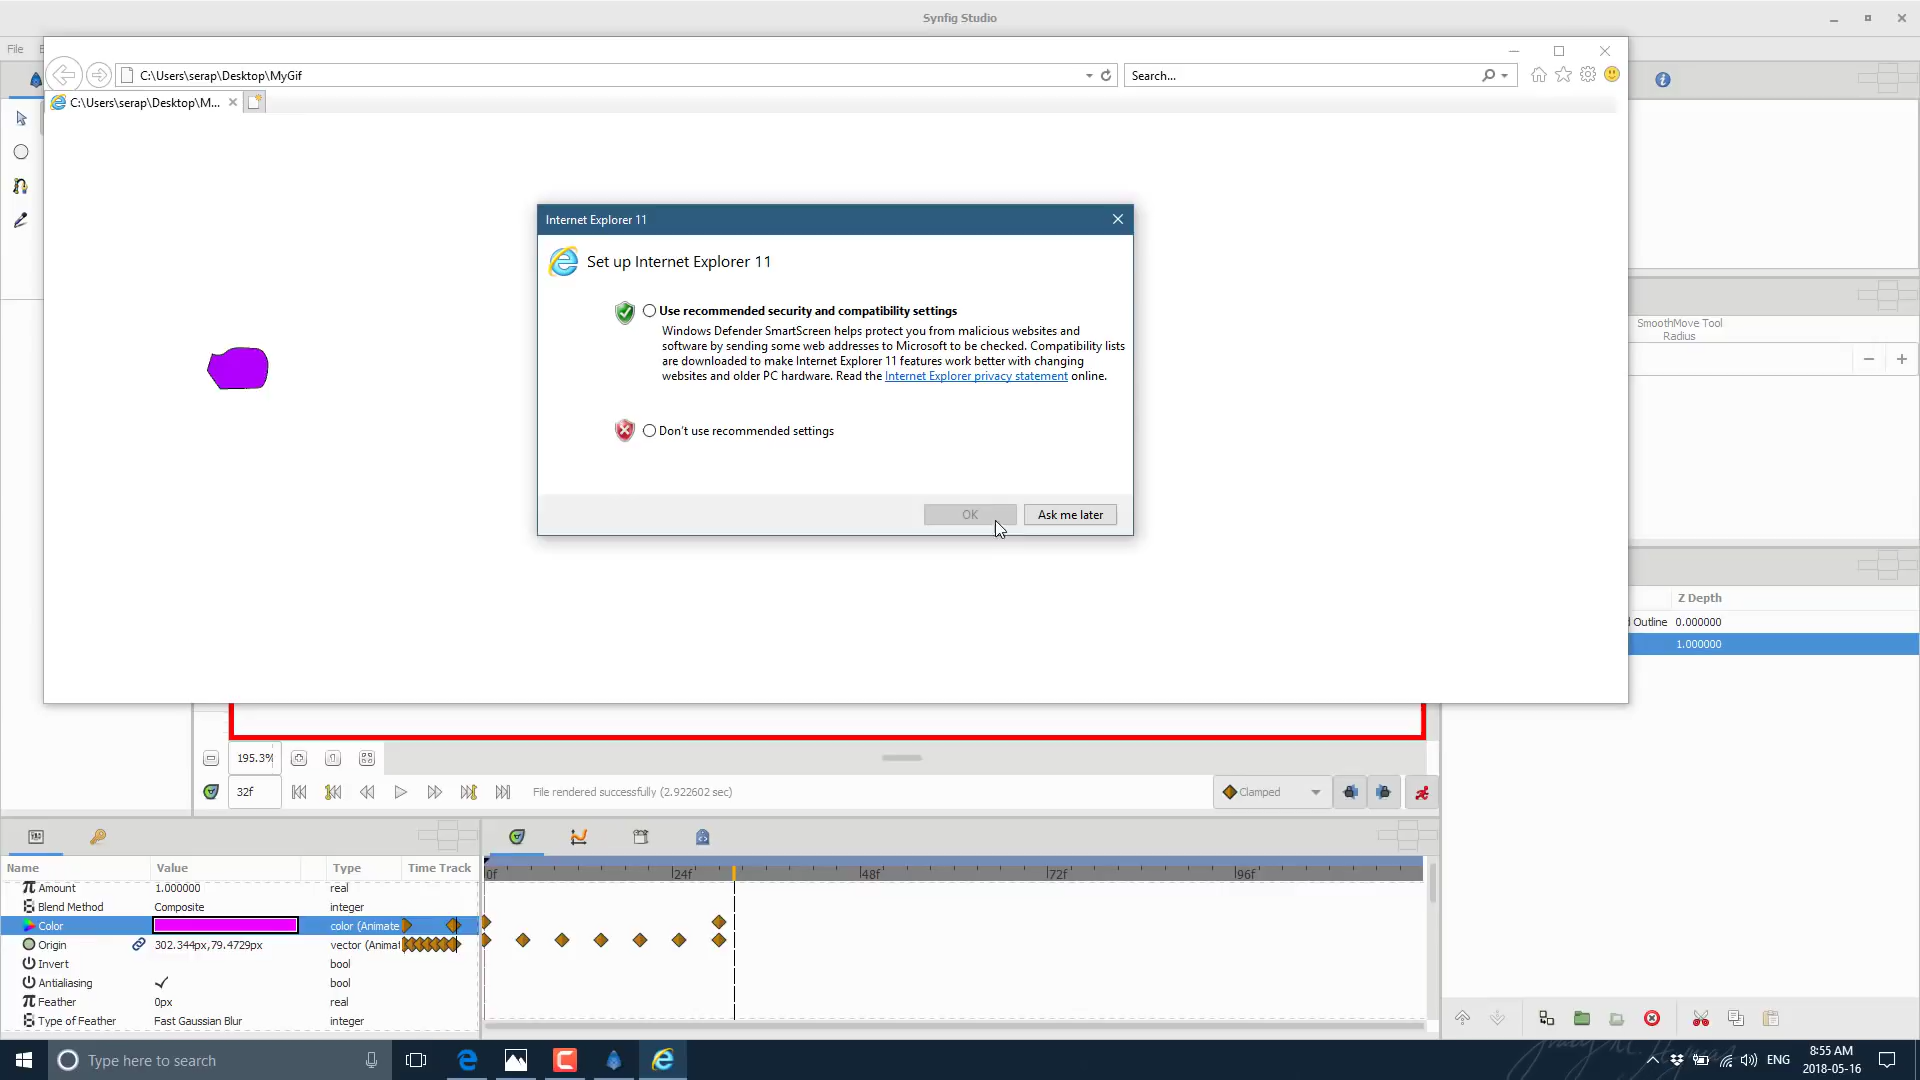 Synfig Studio
File
C:\Users\serap\Desktop\MyGif
Search...
C:\Users\serap\Desktop\M...
Internet Explorer 11
Set up Internet Explorer 11
Use recommended security and compatibility settings
Windows Defender SmartScreen helps protect you from malicious websites and
software by sending some web addresses to Microsoft to be checked. Compatibility lists
are downloaded to make Internet Explorer 11 features work better with changing
websites and older PC hardware. Read the Internet Explorer privacy statement online.
Don't use recommended settings
OK
Ask me later
SmoothMove Tool
Radius
Z Depth
d Outline 0.000000
1.000000
195.3%
32f
File rendered successfully (2.922602 sec)
Clamped
Name Value Type Time Track
Amount 1.000000 real
Blend Method Composite integer
Color color (Animate
Origin 302.344px,79.4729px vector (Animat
Invert bool
Antialiasing bool
Feather 0px real
Type of Feather Fast Gaussian Blur integer
0f 24f 48f 72f 96f
Type here to search
ENG
8:55 AM
2018-05-16